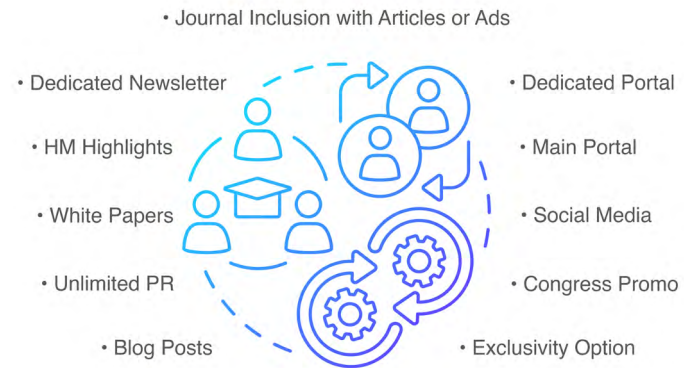 • Journal Inclusion with Articles or Ads
• Dedicated Newsletter
• Dedicated Portal
• HM Highlights
• Main Portal
• White Papers
• Social Media
• Unlimited PR
• Congress Promo
• Blog Posts
• Exclusivity Option